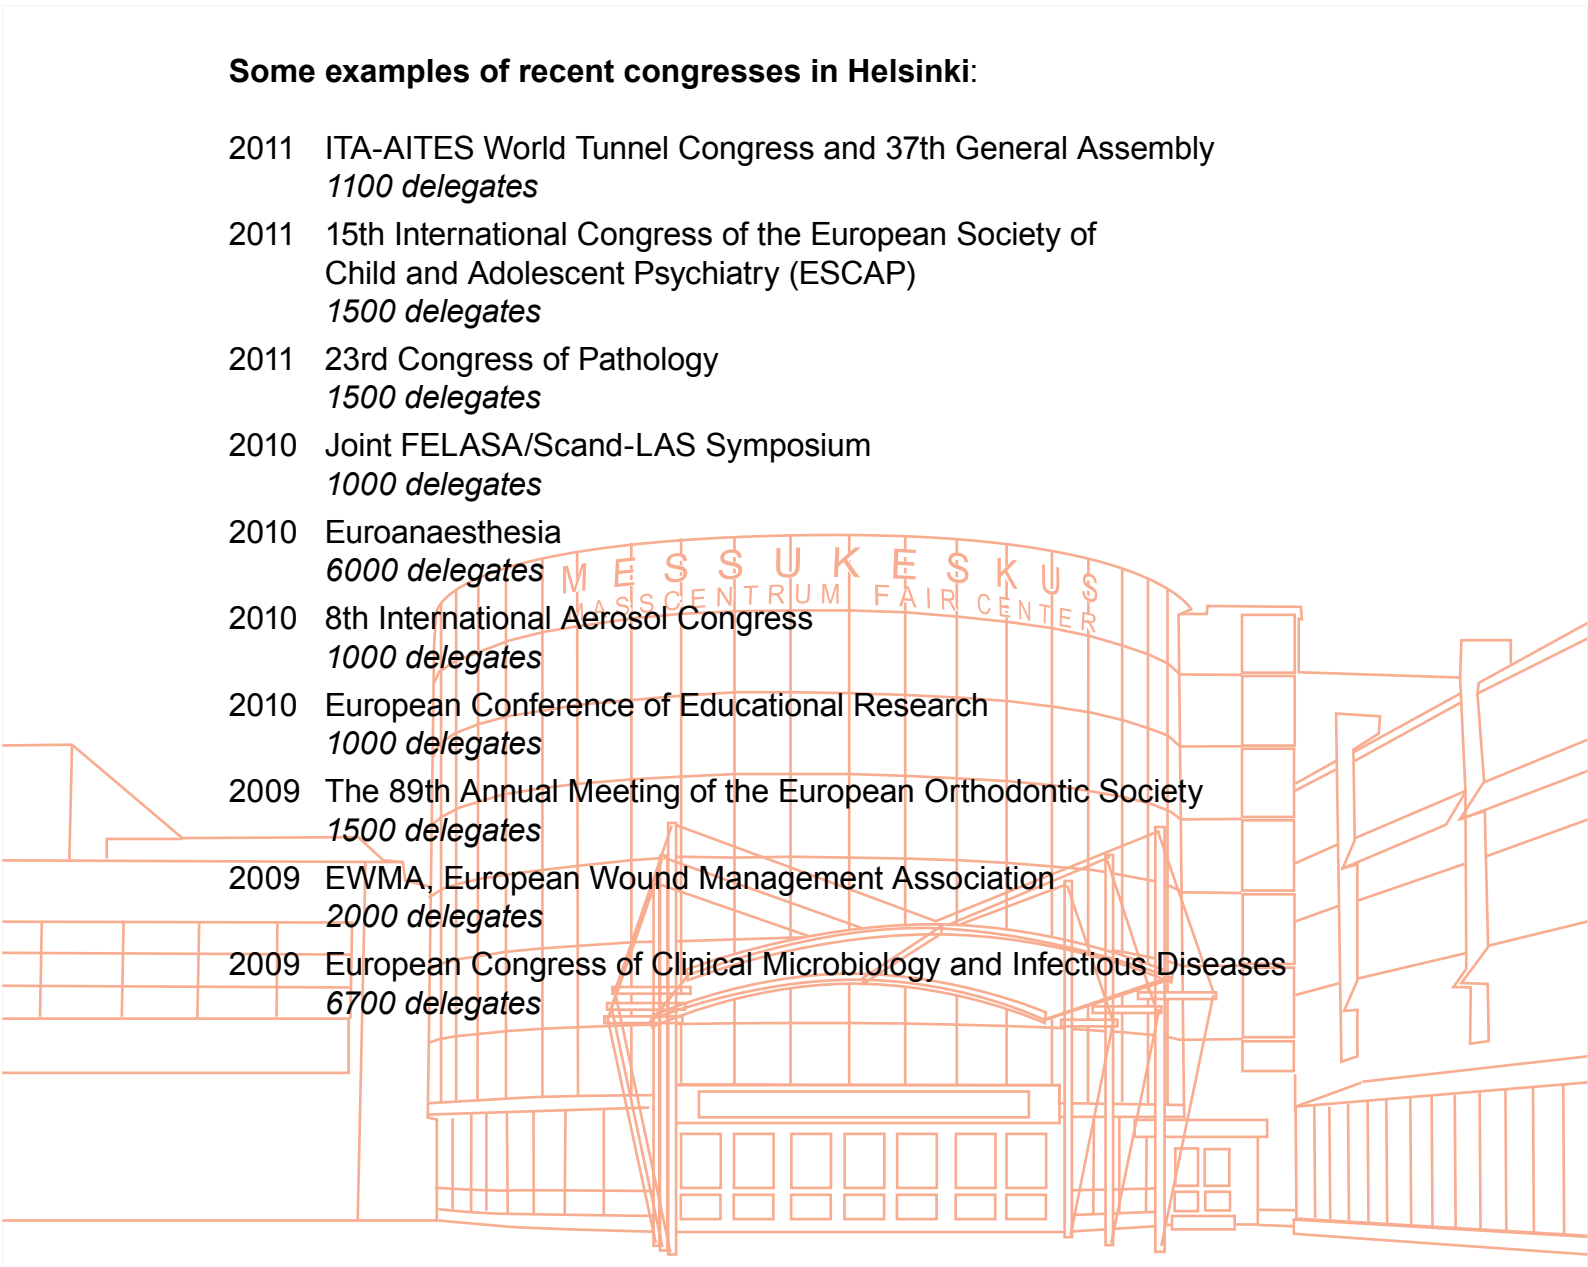 Some examples of recent congresses in Helsinki:
2011 ITA-AITES World Tunnel Congress and 37th General Assembly
1100 delegates
2011 15th International Congress of the European Society of
Child and Adolescent Psychiatry (ESCAP)
1500 delegates
2011 23rd Congress of Pathology
1500 delegates
2010 Joint FELASA/Scand-LAS Symposium
1000 delegates
2010 Euroanaesthesia
6000 delegates
MESSUKESKUS
MASSCENTRUM FAIR CENTER
2010 8th International Aerosol Congress
1000 delegates
2010 European Conference of Educational Research
1000 delegates
2009 The 89th Annual Meeting of the European Orthodontic Society
1500 delegates
2009 EWMA, European Wound Management Association
2000 delegates
2009 European Congress of Clinical Microbiology and Infectious Diseases
6700 delegates